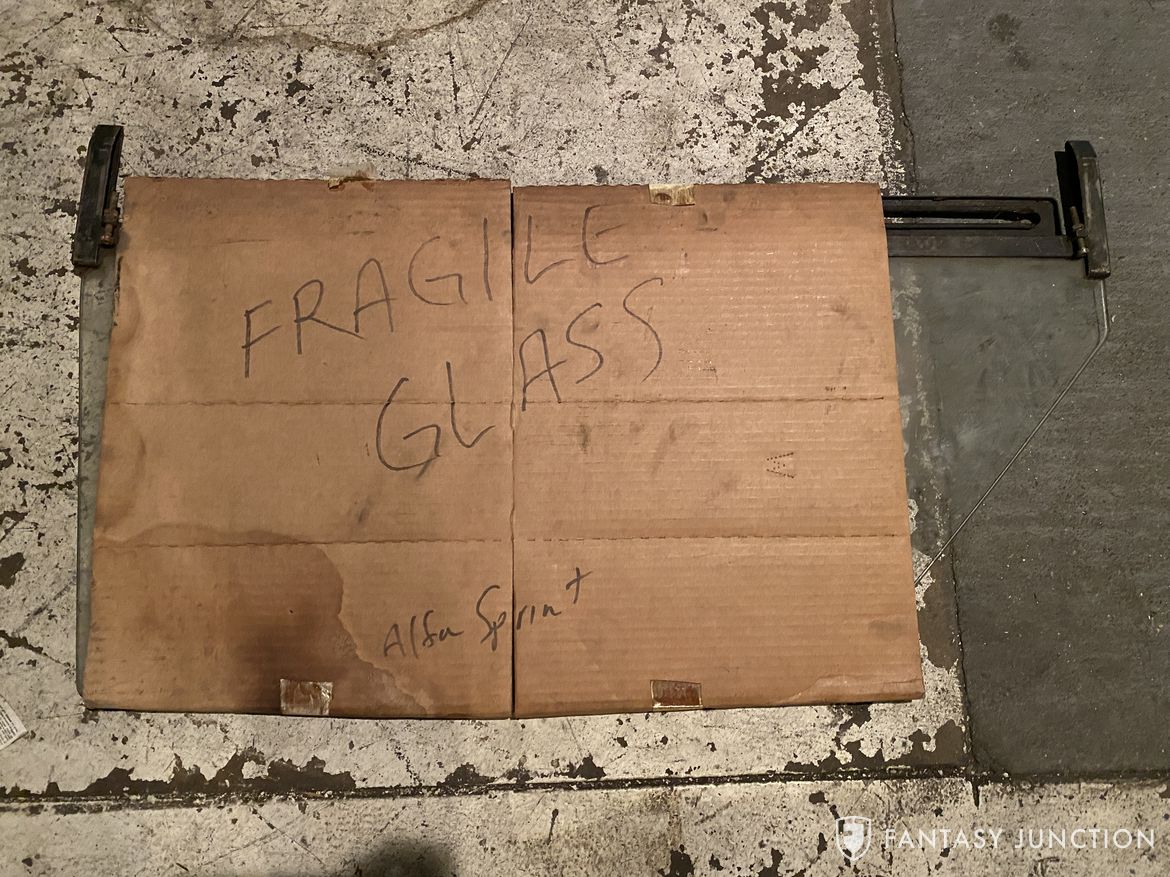 FRAGILE
GLASS
Alfa Sprint
FANTASY JUNCTION